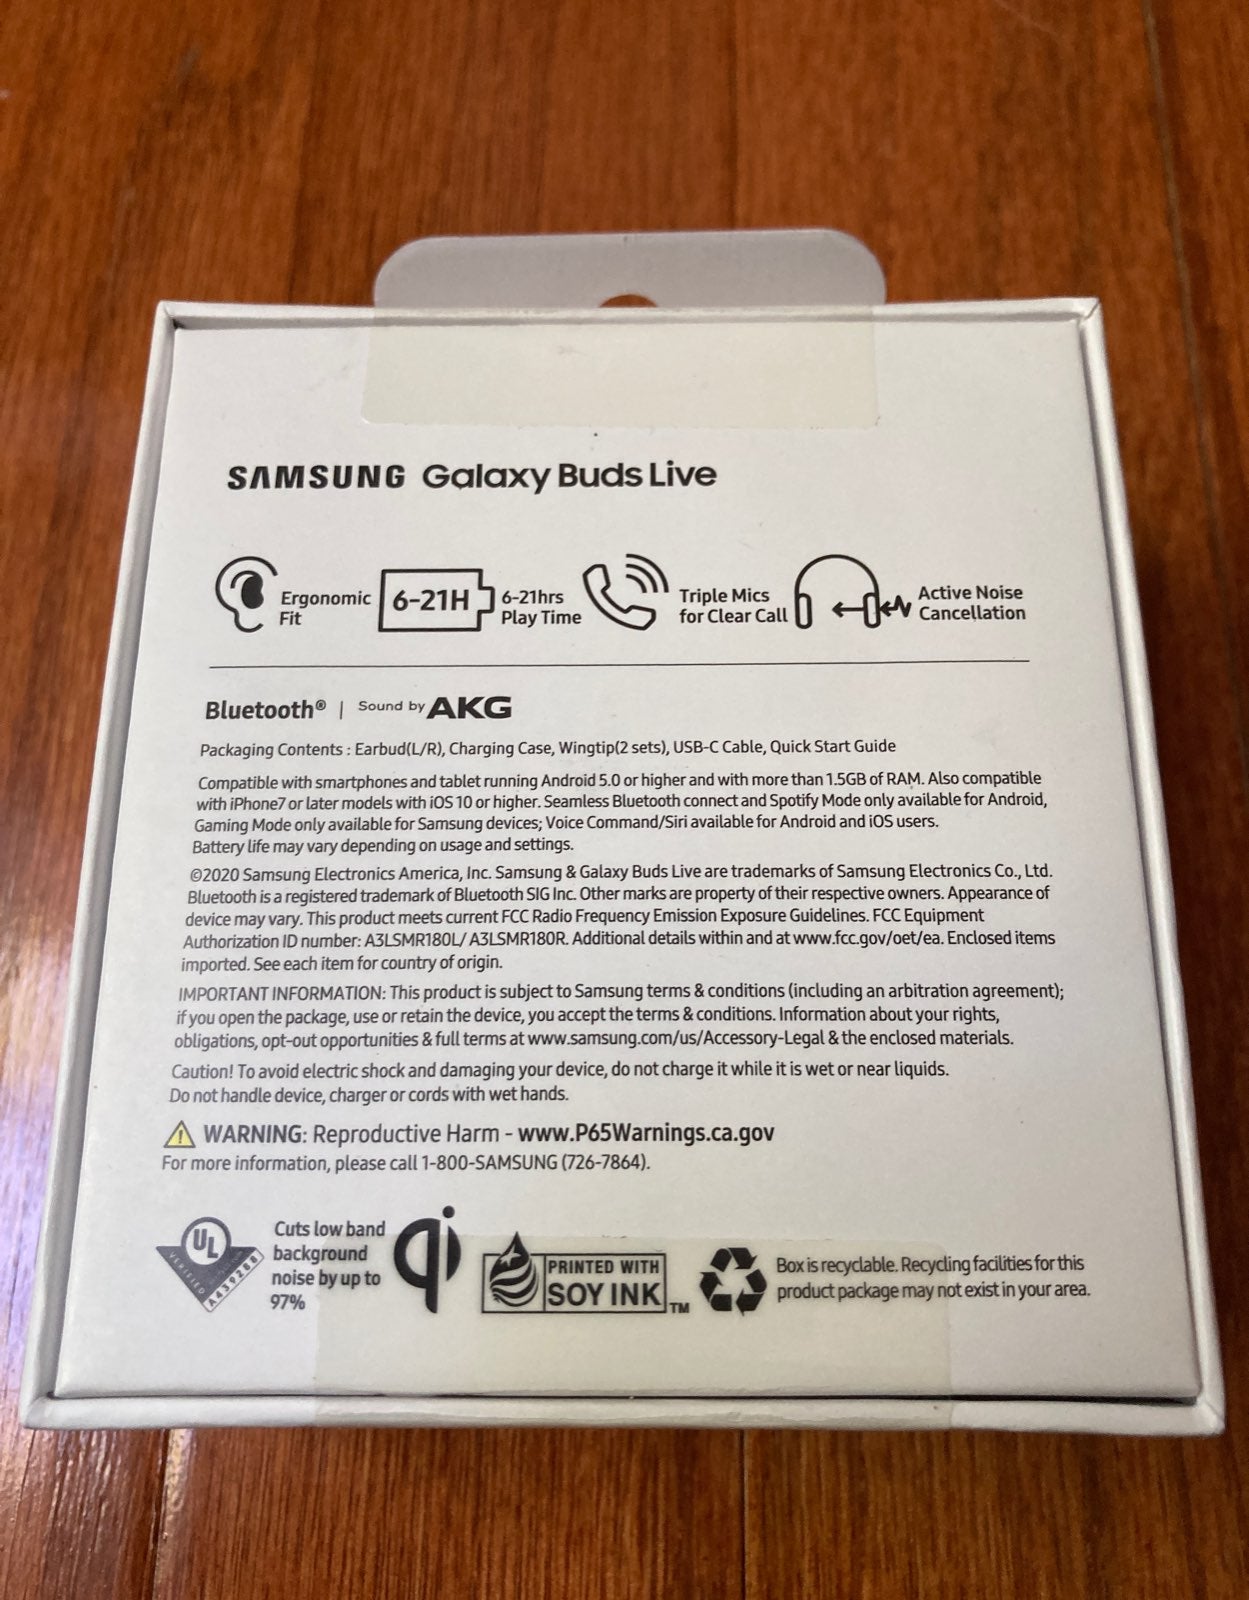 SAMSUNG Galaxy Buds Live
Ergonomic
Fit
6-21H
6-21hrs
Play Time
Triple Mics
for Clear Call
Active Noise
Cancellation
Bluetooth® | Sound by AKG
Packaging Contents : Earbud(L/R), Charging Case, Wingtip(2 sets), USB-C Cable, Quick Start Guide
Compatible with smartphones and tablet running Android 5.0 or higher and with more than 1.5GB of RAM. Also compatible
with iPhone7 or later models with iOS 10 or higher. Seamless Bluetooth connect and Spotify Mode only available for Android,
Gaming Mode only available for Samsung devices; Voice Command/Siri available for Android and iOS users.
Battery life may vary depending on usage and settings.
©2020 Samsung Electronics America, Inc. Samsung & Galaxy Buds Live are trademarks of Samsung Electronics Co., Ltd.
Bluetooth is a registered trademark of Bluetooth SIG Inc. Other marks are property of their respective owners. Appearance of
device may vary. This product meets current FCC Radio Frequency Emission Exposure Guidelines. FCC Equipment
Authorization ID number: A3LSMR180L/ A3LSMR180R. Additional details within and at www.fcc.gov/oet/ea. Enclosed items
imported. See each item for country of origin.
IMPORTANT INFORMATION: This product is subject to Samsung terms & conditions (including an arbitration agreement);
if you open the package, use or retain the device, you accept the terms & conditions. Information about your rights,
obligations, opt-out opportunities & full terms at www.samsung.com/us/Accessory-Legal & the enclosed materials.
Caution! To avoid electric shock and damaging your device, do not charge it while it is wet or near liquids.
Do not handle device, charger or cords with wet hands.
WARNING: Reproductive Harm - www.P65Warnings.ca.gov
For more information, please call 1-800-SAMSUNG (726-7864).
UL
VERIFIED
A439288
Cuts low band
background
noise by up to
97%
qi
PRINTED WITH
SOY INK TM
Box is recyclable. Recycling facilities for this
product package may not exist in your area.